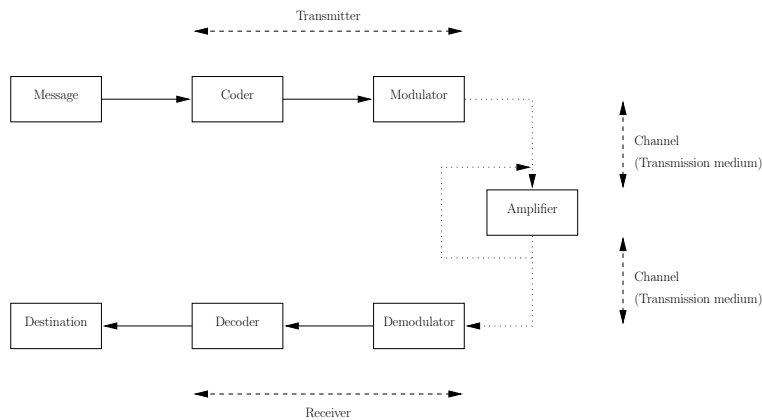 Transmitter
Message
Coder
Modulator
Channel
(Transmission medium)
Amplifier
Channel
(Transmission medium)
Destination
Decoder
Demodulator
Receiver